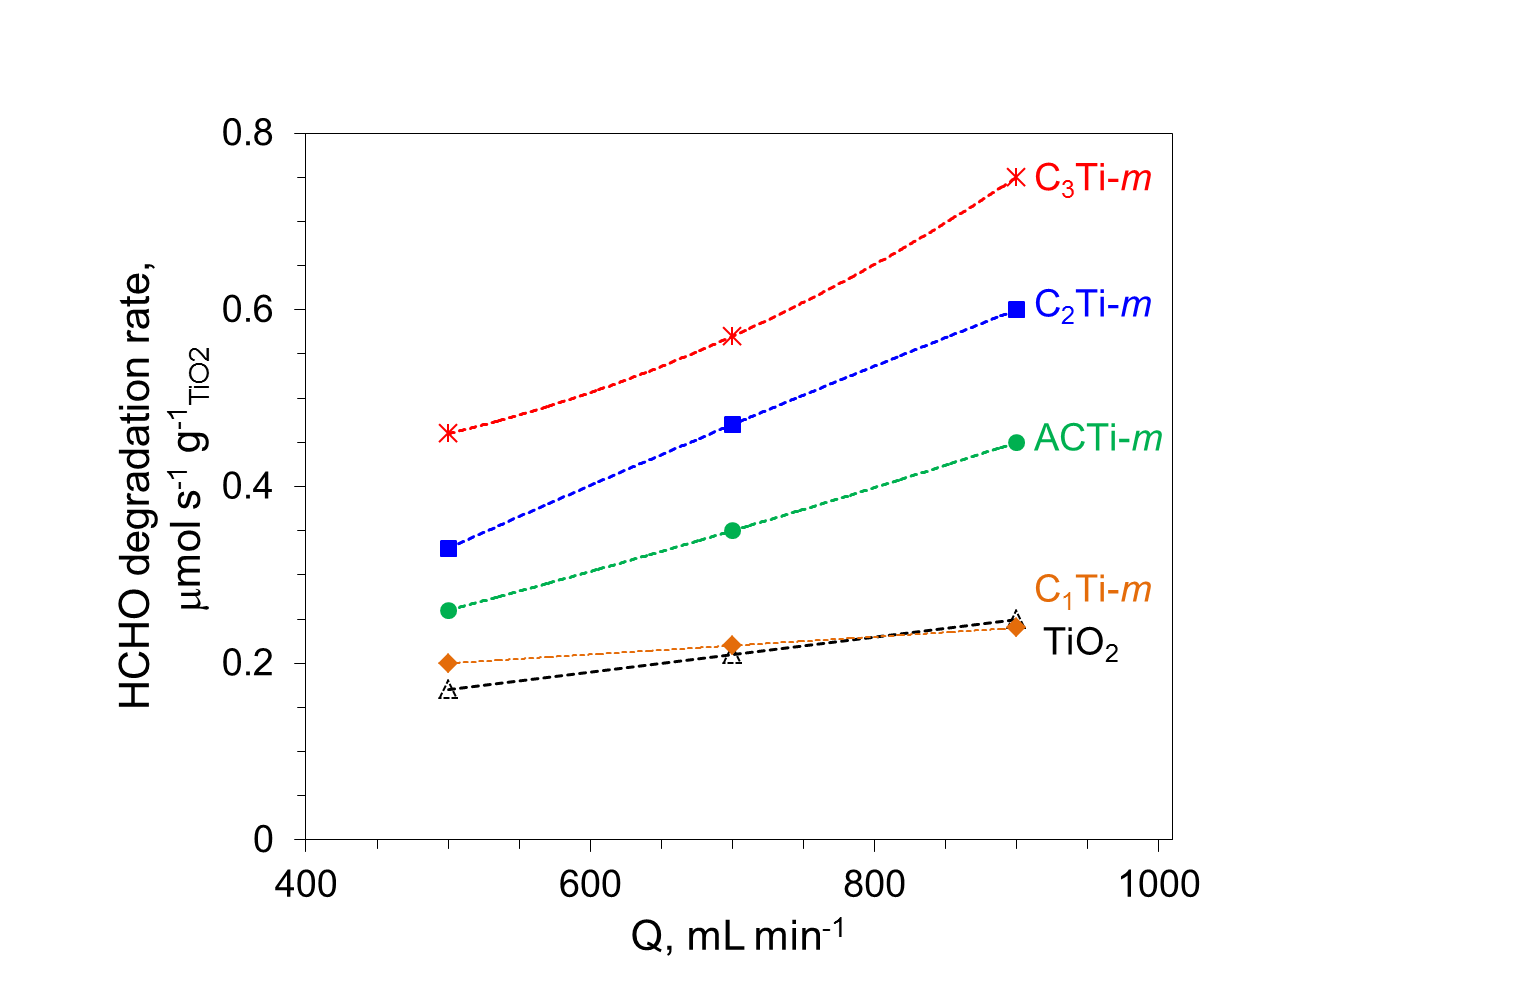 HCHO degradation rate,
μmol s⁻¹ g⁻¹TiO2
0.8
0.6
0.4
0.2
0
400 600 800 1000
Q, mL min⁻¹
C₃Ti-m
C₂Ti-m
ACTi-m
C₁Ti-m
TiO₂